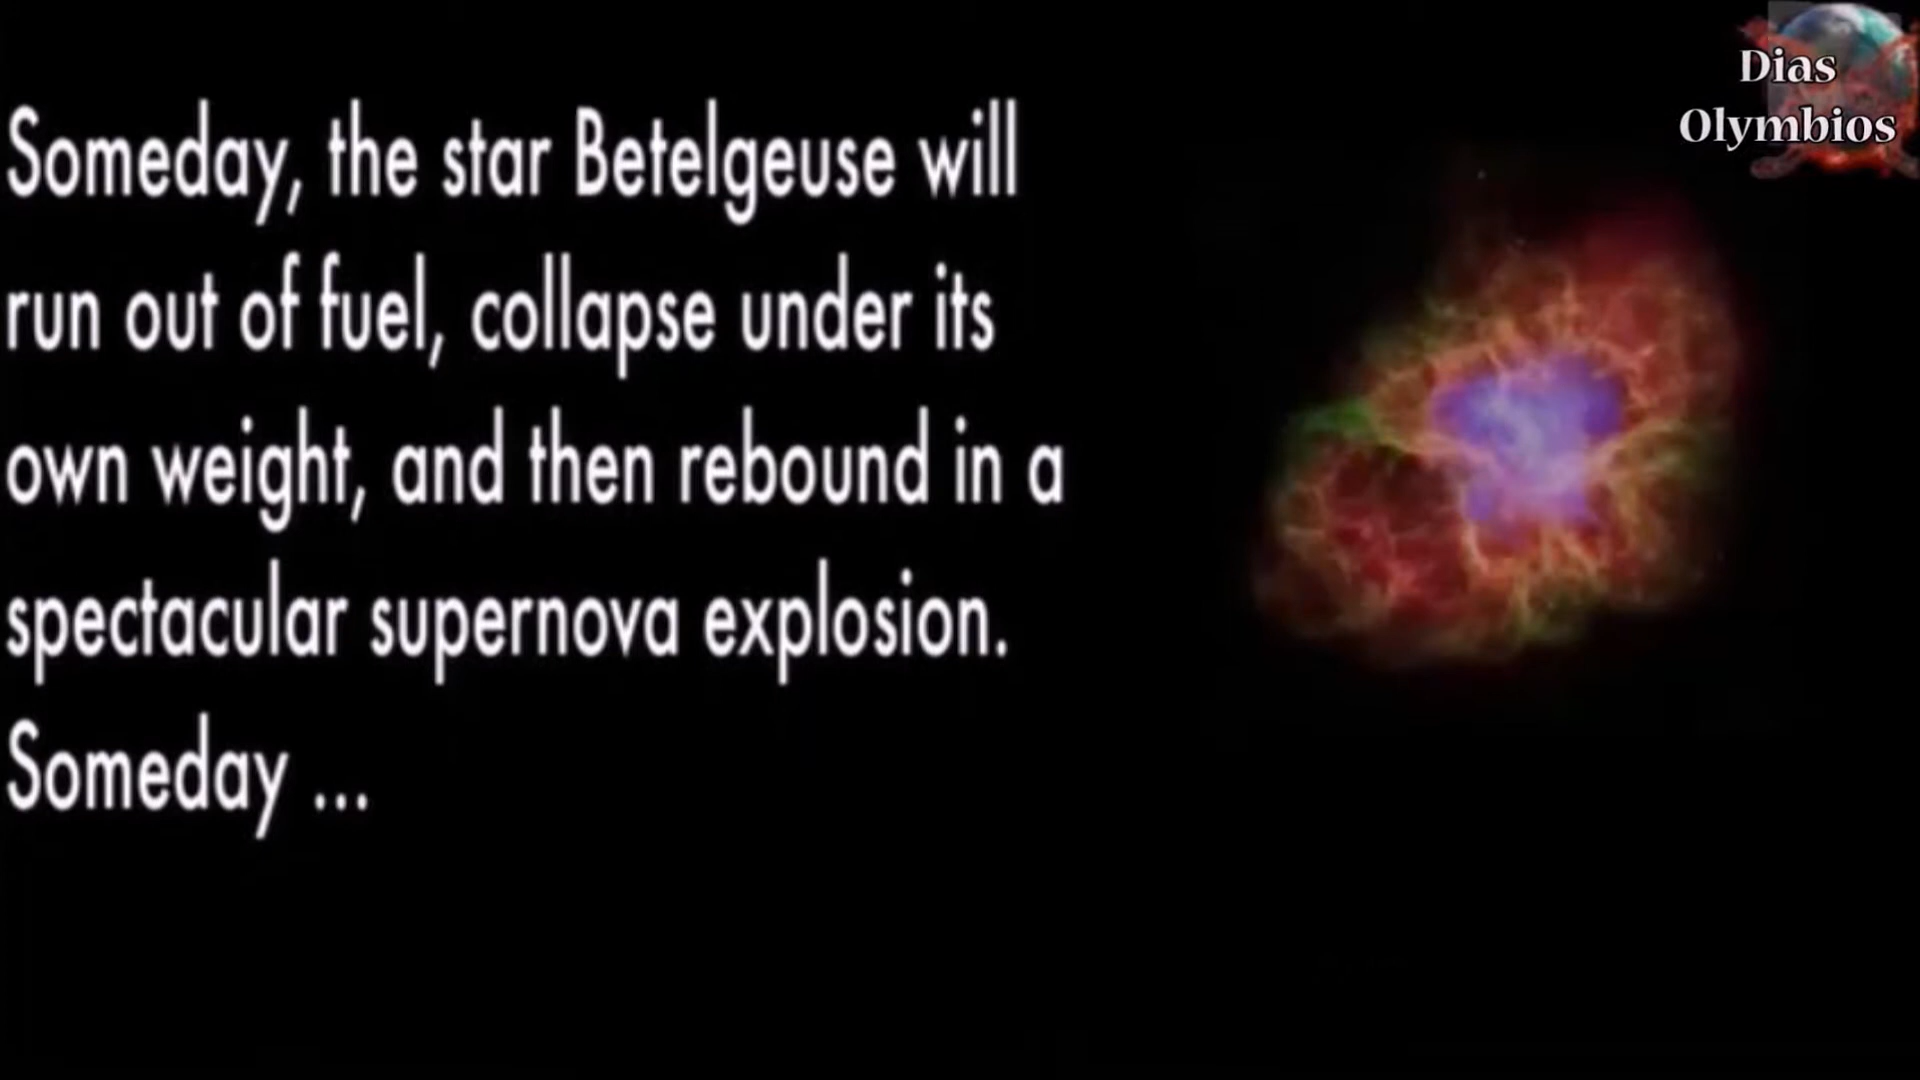 Someday, the star Betelgeuse will
run out of fuel, collapse under its
own weight, and then rebound in a
spectacular supernova explosion.
Someday ...
Dias
Olymbios